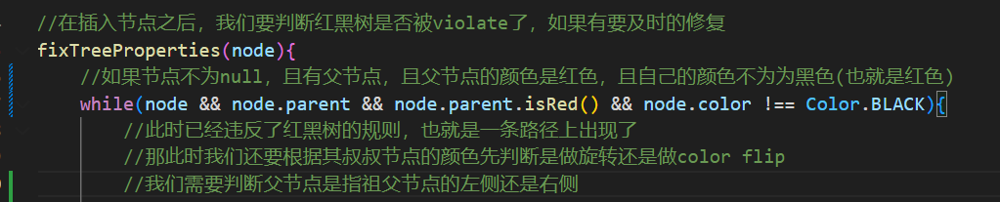 //在插入节点之后，我们要判断红黑树是否被violate了，如果有要及时的修复
fixTreeProperties(node){
//如果节点不为null，且有父节点，且父节点的颜色是红色，且自己的颜色不为为黑色(也就是红色)
while(node && node.parent && node.parent.isRed() && node.color !== Color.BLACK){
//此时已经违反了红黑树的规则，也就是一条路径上出现了
//那此时我们还要根据其叔叔节点的颜色先判断是做旋转还是做color flip
//我们需要判断父节点是指祖父节点的左侧还是右侧